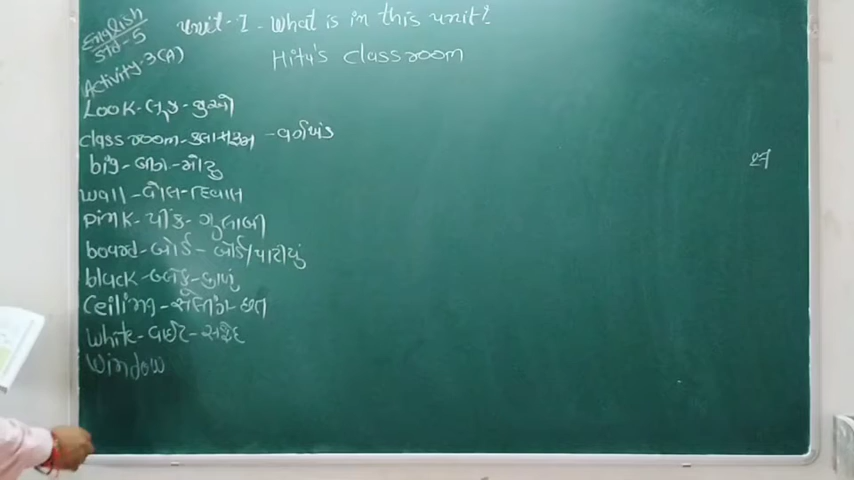 English
Std-5
Unit-I - What is in this unit?
Hitu's classroom
Activity-3(A)
Look - લૂક - જુઓ
classroom - ક્લાસરૂમ - વર્ગખંડ
big - બીગ - મોટું
wall - વૉલ - દિવાલ
pink - પીંક - ગુલાબી
board - બોર્ડ - બોર્ડ/પાટીયું
black - બ્લેક - કાળું
Ceiling - સીલીંગ - છત
White - વાઈટ - સફેદ
Window